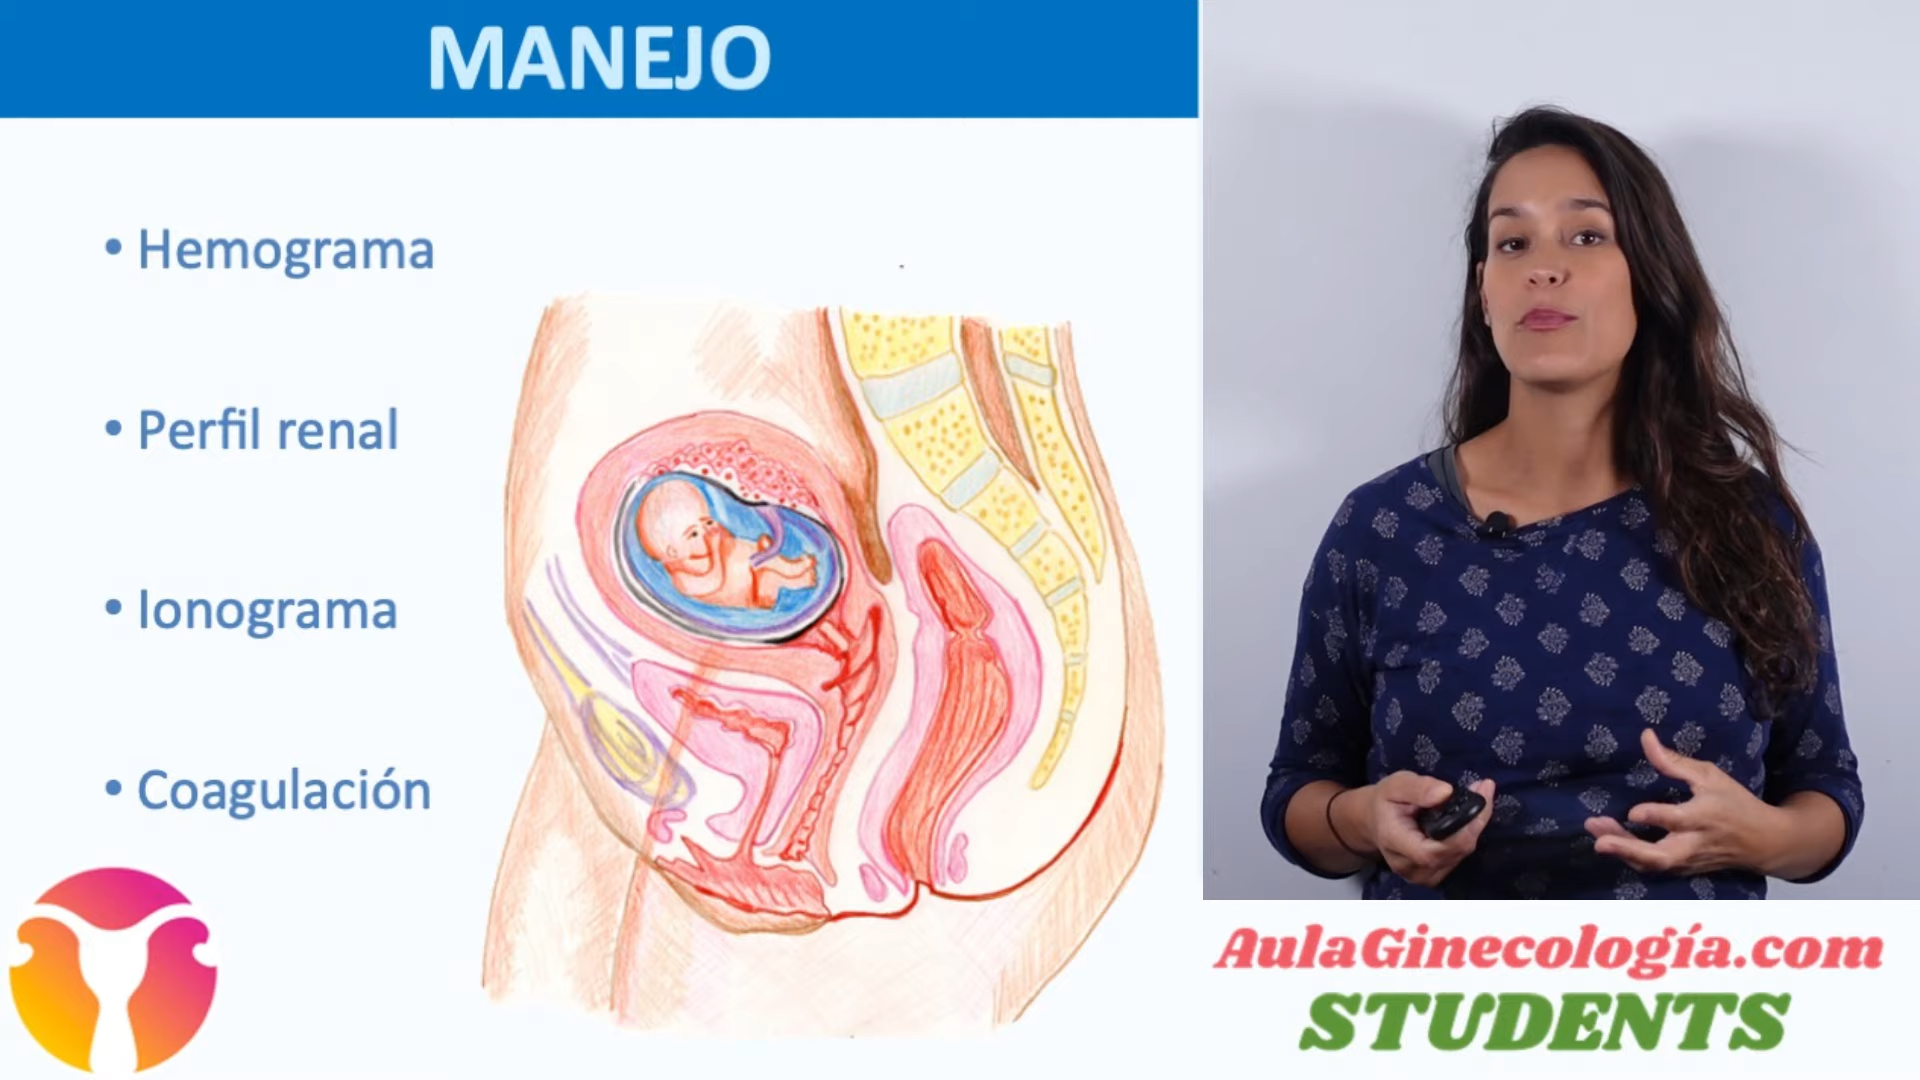 MANEJO
• Hemograma
• Perfil renal
• Ionograma
• Coagulación
AulaGinecología.com
STUDENTS